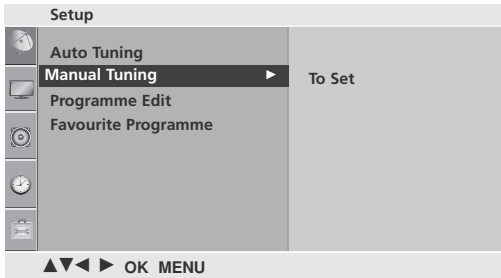 Setup
Auto Tuning
Manual Tuning ►
To Set
Programme Edit
Favourite Programme
▲▼◄ ► OK MENU